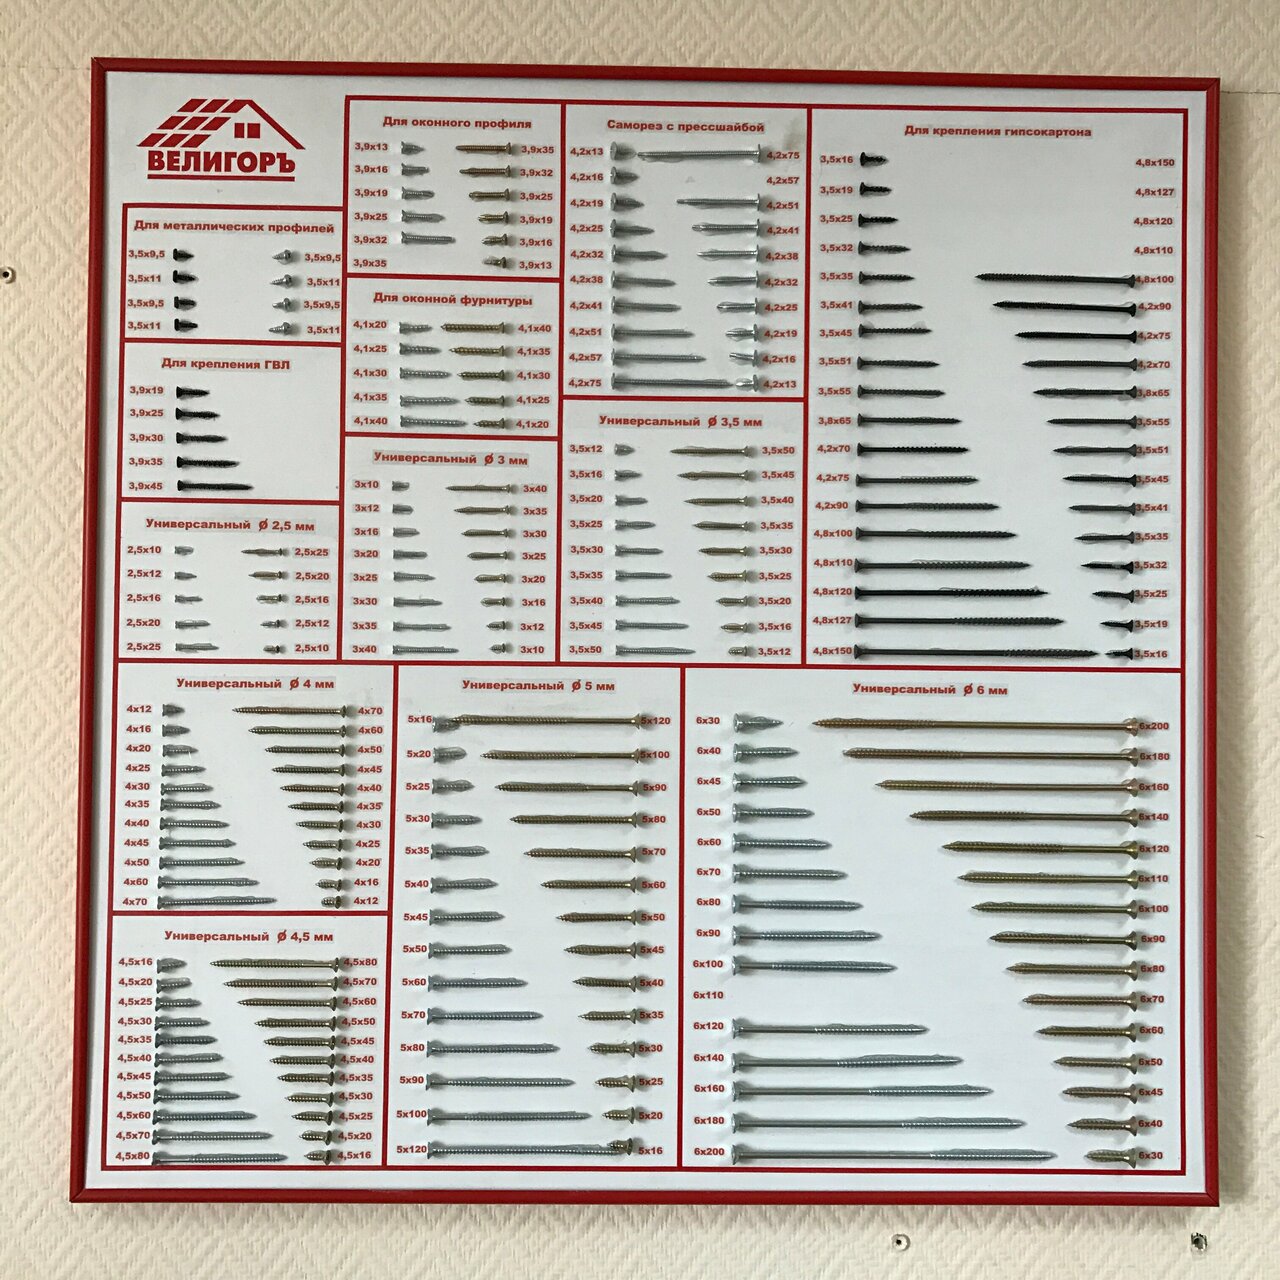 ВЕЛИГОРЪ
Для металлических профилей
3,5x9,5 3,5x9,5
3,5x11 3,5x11
3,5x9,5 3,5x9,5
3,5x11 3,5x11
Для крепления ГВЛ
3,9x19
3,9x25
3,9x30
3,9x35
3,9x45
Универсальный Ø 2,5 мм
2,5x10 2,5x25
2,5x12 2,5x20
2,5x16 2,5x16
2,5x20 2,5x12
2,5x25 2,5x10
Для оконного профиля
3,9x13 3,9x35
3,9x16 3,9x32
3,9x19 3,9x25
3,9x25 3,9x19
3,9x32 3,9x16
3,9x35 3,9x13
Для оконной фурнитуры
4,1x20 4,1x40
4,1x25 4,1x35
4,1x30 4,1x30
4,1x35 4,1x25
4,1x40 4,1x20
Универсальный Ø 3 мм
3x10 3x40
3x12 3x35
3x16 3x30
3x20 3x25
3x25 3x20
3x30 3x16
3x35 3x12
3x40 3x10
Саморез с прессшайбой
4,2x13 4,2x75
4,2x16 4,2x57
4,2x19 4,2x51
4,2x25 4,2x41
4,2x32 4,2x38
4,2x38 4,2x32
4,2x41 4,2x25
4,2x51 4,2x19
4,2x57 4,2x16
4,2x75 4,2x13
Универсальный Ø 3,5 мм
3,5x12 3,5x50
3,5x16 3,5x45
3,5x20 3,5x40
3,5x25 3,5x35
3,5x30 3,5x30
3,5x35 3,5x25
3,5x40 3,5x20
3,5x45 3,5x16
3,5x50 3,5x12
Для крепления гипсокартона
3,5x16 4,8x150
3,5x19 4,8x127
3,5x25 4,8x120
3,5x32 4,8x110
3,5x35 4,8x100
3,5x41 4,2x90
3,5x45 4,2x75
3,5x51 4,2x70
3,5x55 3,8x65
3,8x65 3,5x55
4,2x70 3,5x51
4,2x75 3,5x45
4,2x90 3,5x41
4,8x100 3,5x35
4,8x110 3,5x32
4,8x120 3,5x25
4,8x127 3,5x19
4,8x150 3,5x16
Универсальный Ø 4 мм
4x12 4x70
4x16 4x60
4x20 4x50
4x25 4x45
4x30 4x40
4x35 4x35
4x40 4x30
4x45 4x25
4x50 4x20
4x60 4x16
4x70 4x12
Универсальный Ø 4,5 мм
4,5x16 4,5x80
4,5x20 4,5x70
4,5x25 4,5x60
4,5x30 4,5x50
4,5x35 4,5x45
4,5x40 4,5x40
4,5x45 4,5x35
4,5x50 4,5x30
4,5x60 4,5x25
4,5x70 4,5x20
4,5x80 4,5x16
Универсальный Ø 5 мм
5x16 5x120
5x20 5x100
5x25 5x90
5x30 5x80
5x35 5x70
5x40 5x60
5x45 5x50
5x50 5x45
5x60 5x40
5x70 5x35
5x80 5x30
5x90 5x25
5x100 5x20
5x120 5x16
Универсальный Ø 6 мм
6x30 6x200
6x40 6x180
6x45 6x160
6x50 6x140
6x60 6x120
6x70 6x110
6x80 6x100
6x90 6x90
6x100 6x80
6x110 6x70
6x120 6x60
6x140 6x50
6x160 6x45
6x180 6x40
6x200 6x30